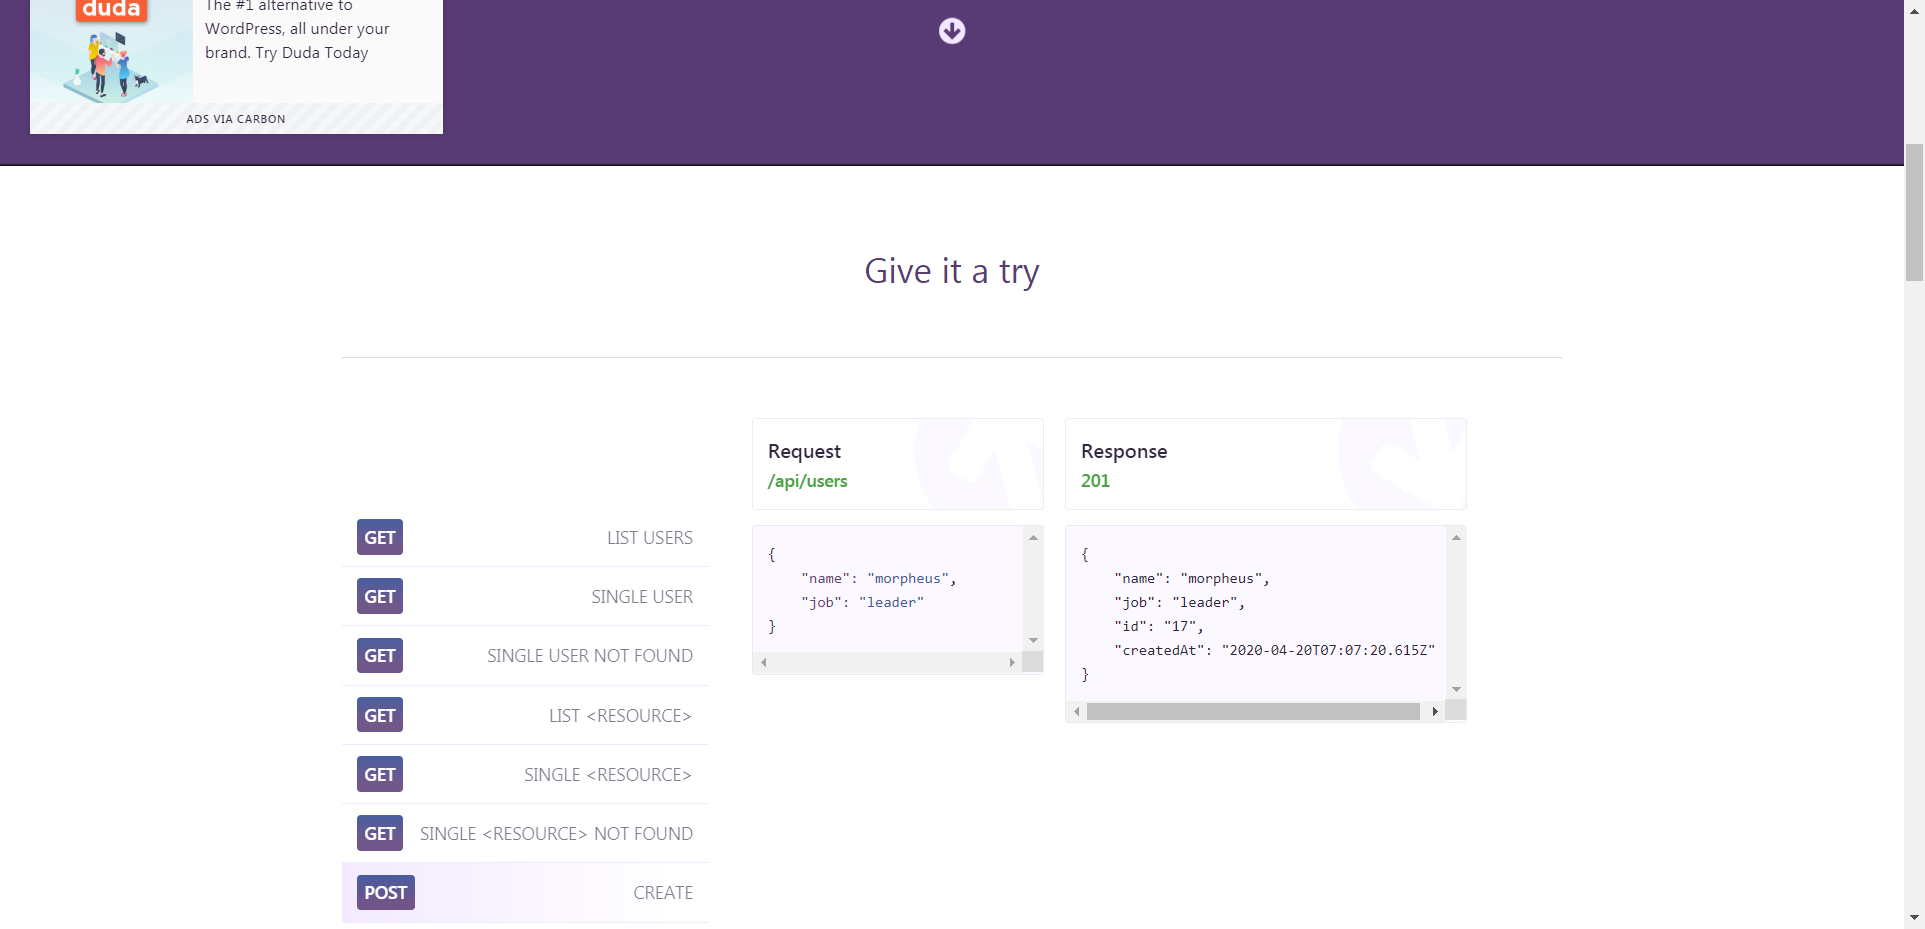 duda
The #1 alternative to
WordPress, all under your
brand. Try Duda Today
ADS VIA CARBON
Give it a try
GET LIST USERS
GET SINGLE USER
GET SINGLE USER NOT FOUND
GET LIST <RESOURCE>
GET SINGLE <RESOURCE>
GET SINGLE <RESOURCE> NOT FOUND
POST CREATE
Request
/api/users
{
"name": "morpheus",
"job": "leader"
}
Response
201
{
"name": "morpheus",
"job": "leader",
"id": "17",
"createdAt": "2020-04-20T07:07:20.615Z"
}